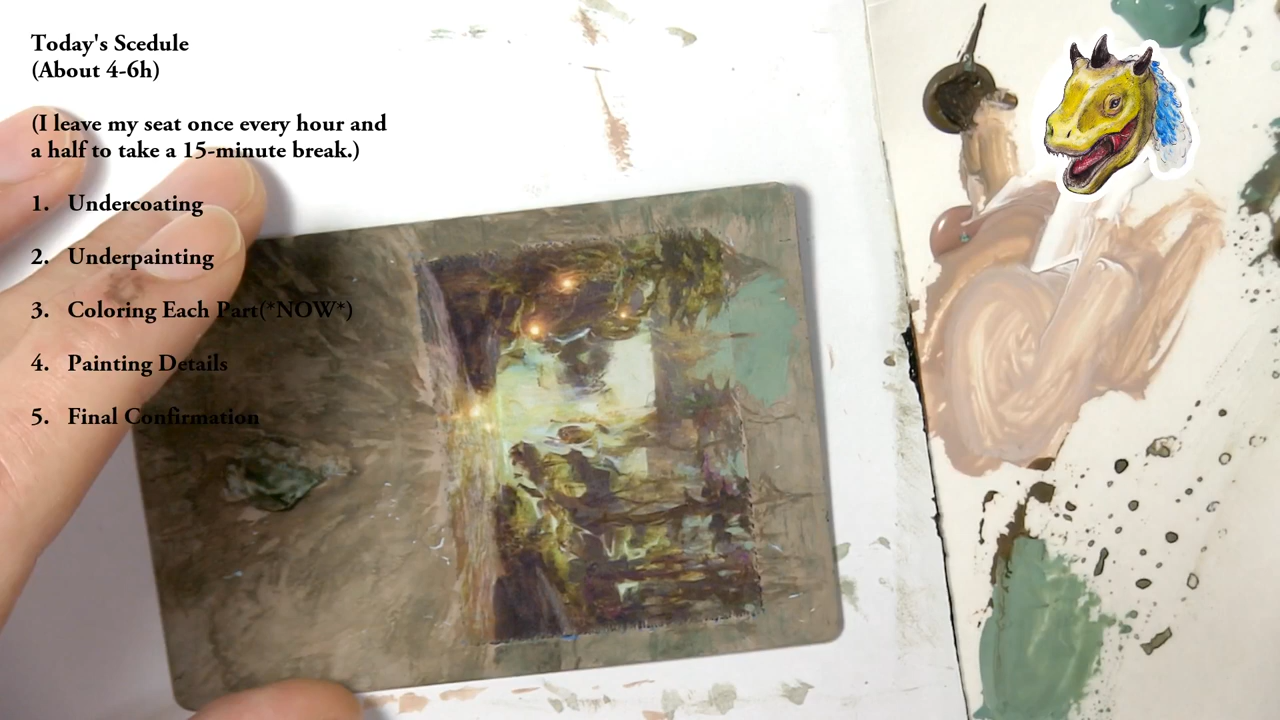 Today's Scedule
(About 4-6h)
(I leave my seat once every hour and
a half to take a 15-minute break.)
1. Undercoating
2. Underpainting
3. Coloring Each Part(*NOW*)
4. Painting Details
5. Final Confirmation